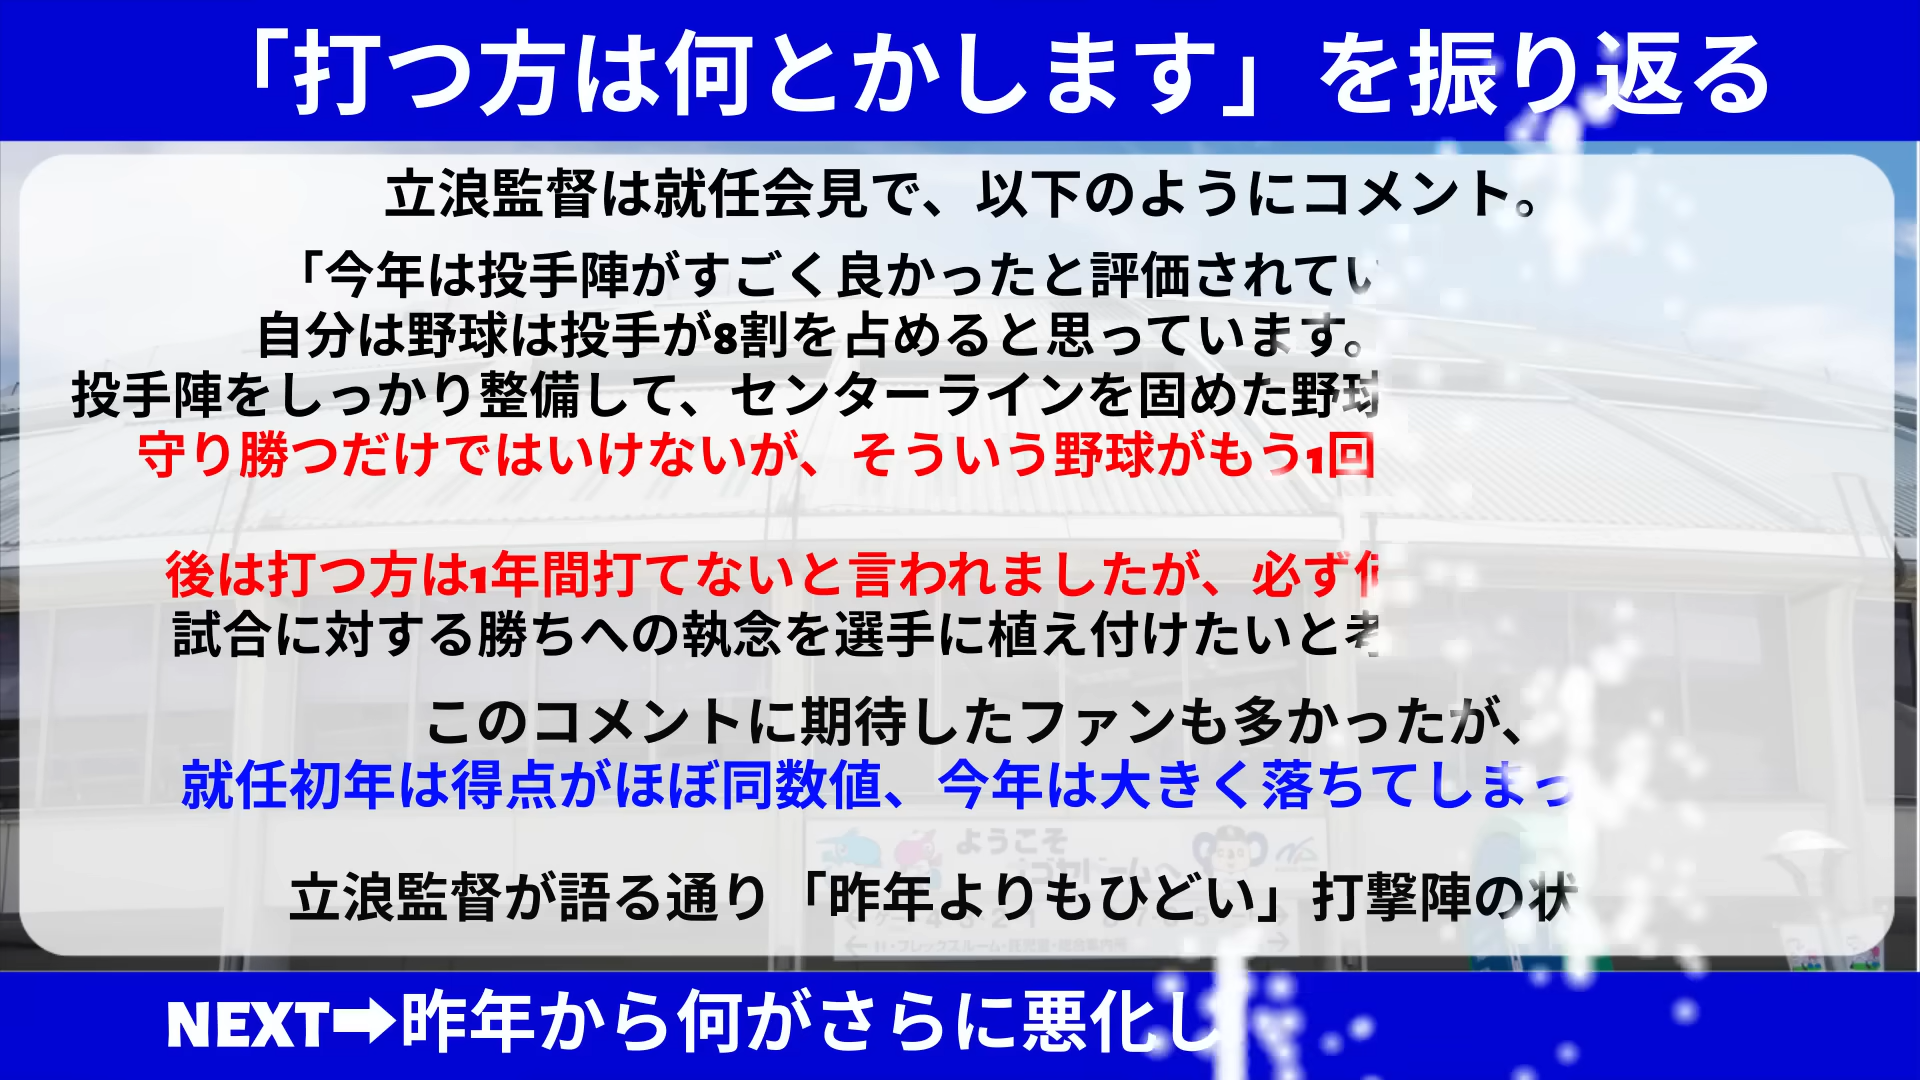 「打つ方は何とかします」を振り返る
立浪監督は就任会見で、以下のようにコメント。
「今年は投手陣がすごく良かったと評価されてい
自分は野球は投手が8割を占めると思っています。
投手陣をしっかり整備して、センターラインを固めた野球
守り勝つだけではいけないが、そういう野球がもう1回
後は打つ方は1年間打てないと言われましたが、必ず何
試合に対する勝ちへの執念を選手に植え付けたいと考
このコメントに期待したファンも多かったが、
就任初年は得点がほぼ同数値、今年は大きく落ちてしまっ
ようこそ
立浪監督が語る通り「昨年よりもひどい」打撃陣の状
NEXT➡昨年から何がさらに悪化し